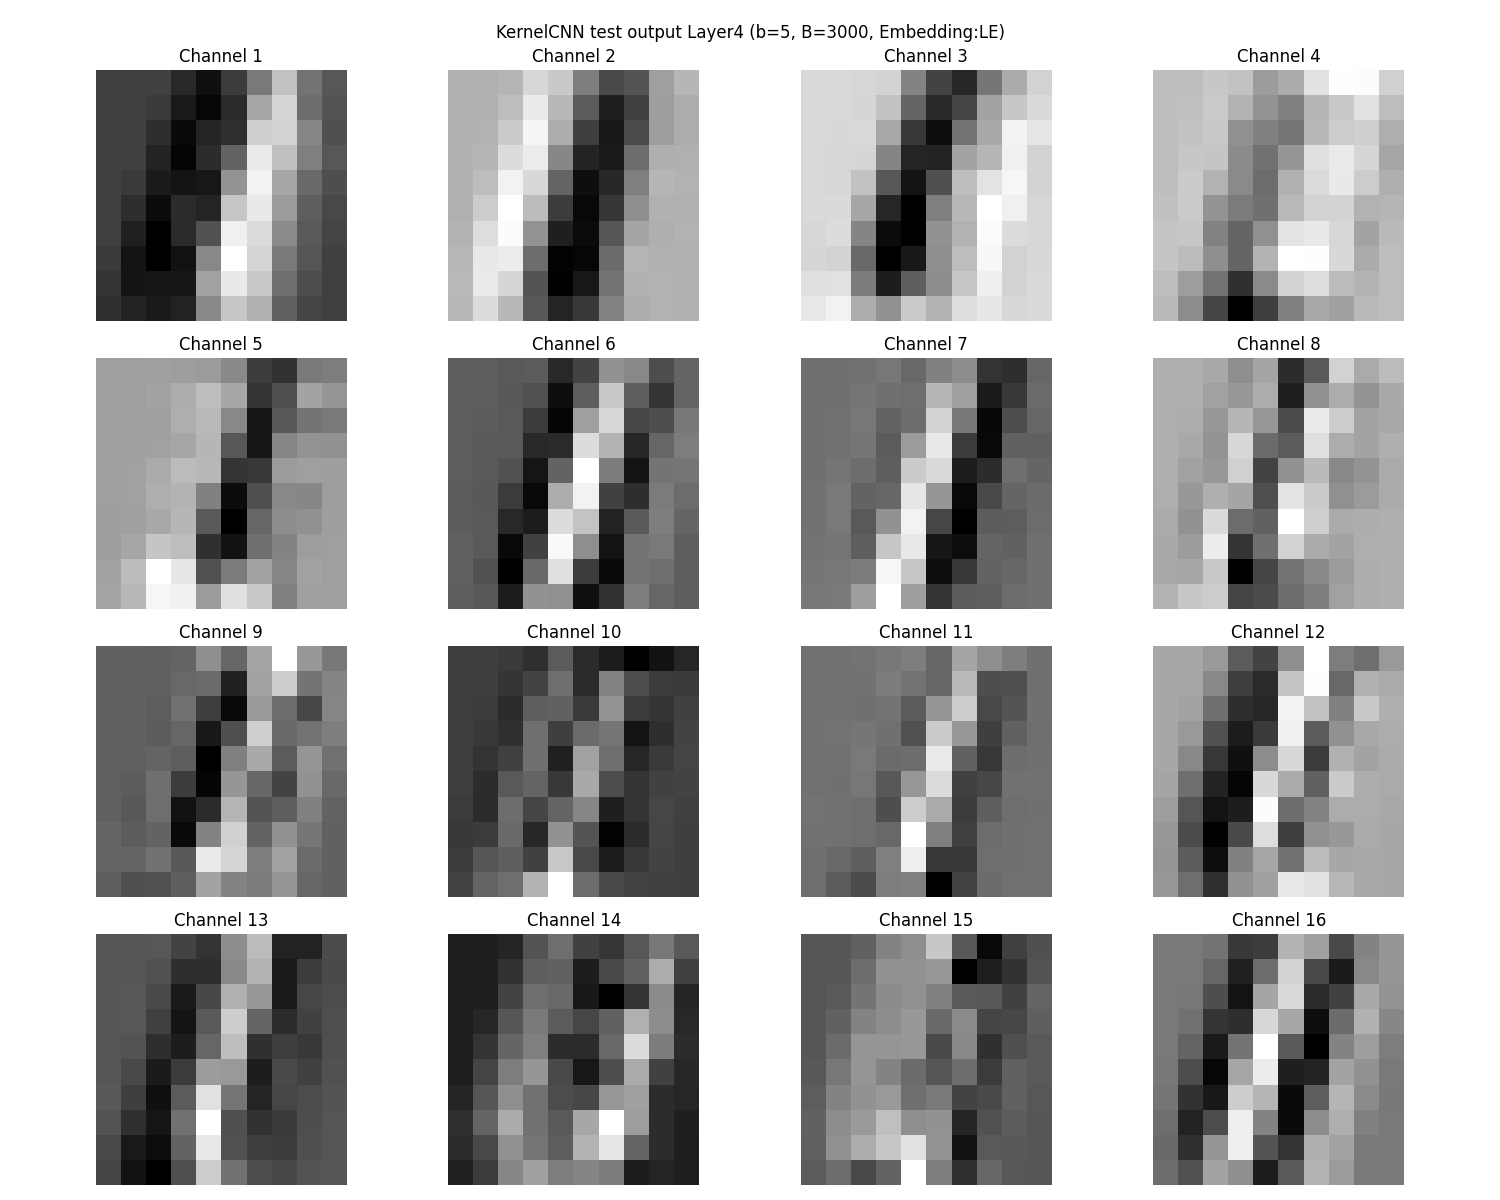 KernelCNN test output Layer4 (b=5, B=3000, Embedding:LE)
Channel 1
Channel 2
Channel 3
Channel 4
Channel 5
Channel 6
Channel 7
Channel 8
Channel 9
Channel 10
Channel 11
Channel 12
Channel 13
Channel 14
Channel 15
Channel 16